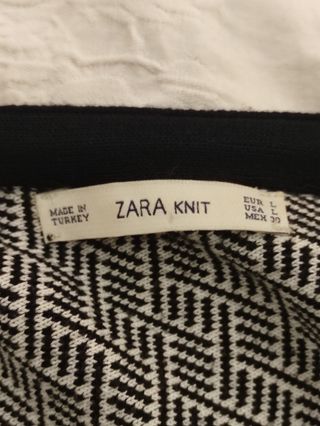 MADE IN
TURKEY
ZARA KNIT
EUR L
USA L
MEX 30